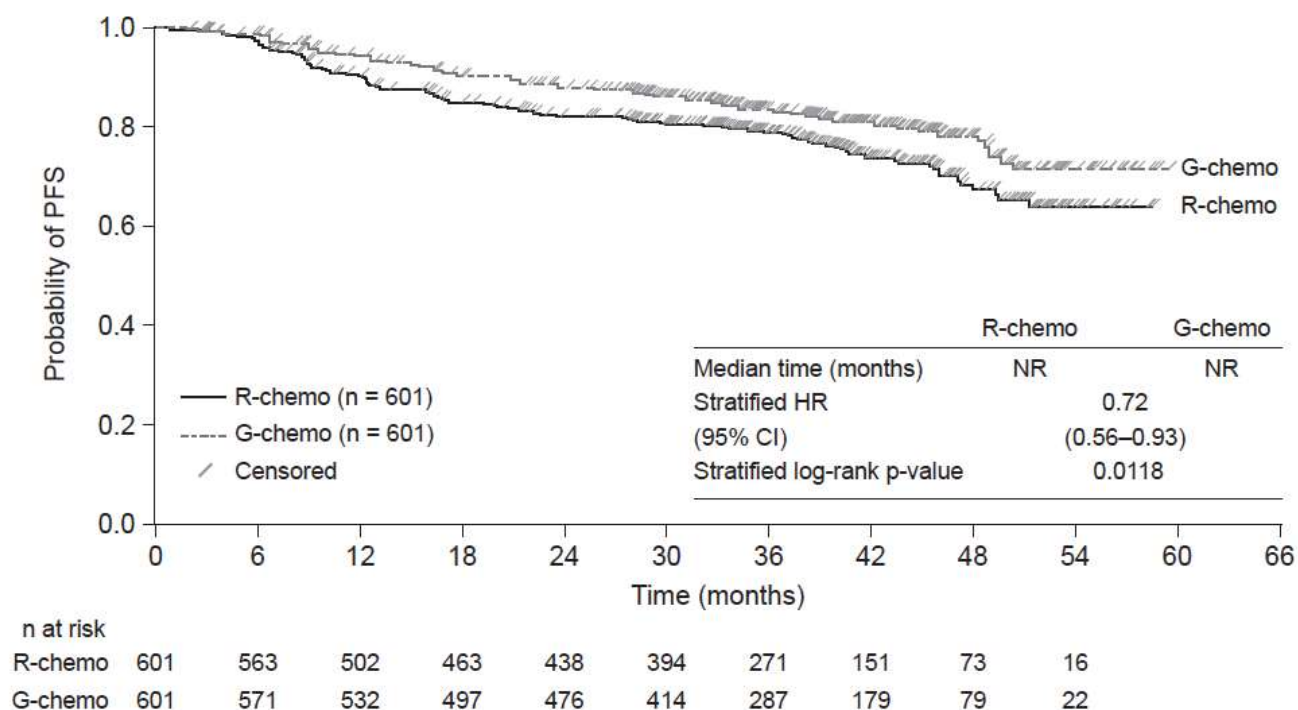 1.0
0.8
0.6
0.4
0.2
0.0
Probability of PFS
G-chemo
R-chemo
R-chemo (n = 601)
G-chemo (n = 601)
Censored
R-chemo G-chemo
Median time (months) NR NR
Stratified HR 0.72
(95% CI) (0.56–0.93)
Stratified log-rank p-value 0.0118
0 6 12 18 24 30 36 42 48 54 60 66
Time (months)
n at risk
R-chemo 601 563 502 463 438 394 271 151 73 16
G-chemo 601 571 532 497 476 414 287 179 79 22